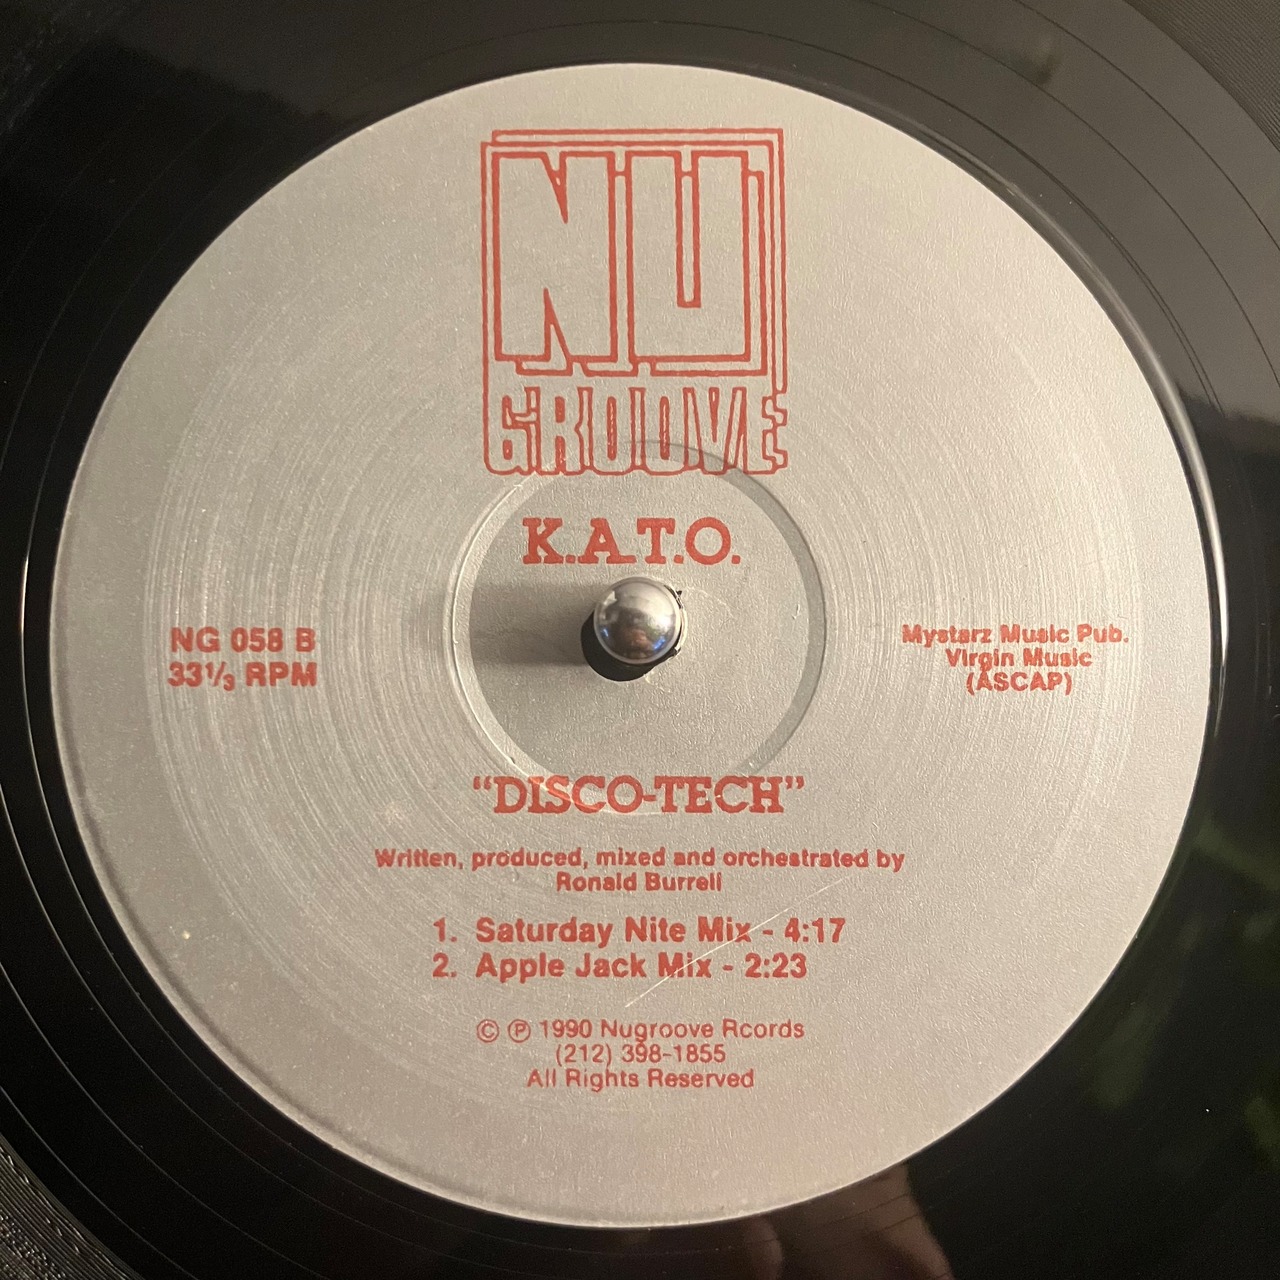 NU
GROOVE
K.A.T.O.
NG 058 B
33⅓ RPM
Mystarz Music Pub.
Virgin Music
(ASCAP)
“DISCO-TECH”
Written, produced, mixed and orchestrated by
Ronald Burrell
1. Saturday Nite Mix - 4:17
2. Apple Jack Mix - 2:23
© ℗ 1990 Nugroove Rcords
(212) 398-1855
All Rights Reserved